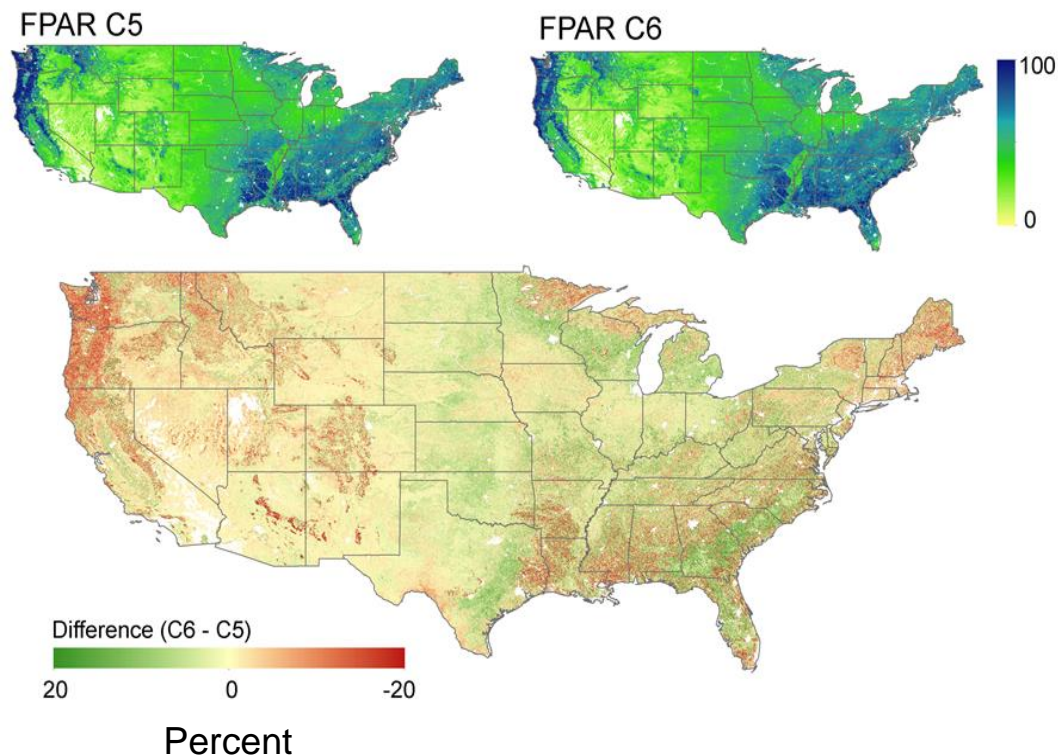 FPAR C5
FPAR C6
100
0
Difference (C6 - C5)
20 0 -20
Percent